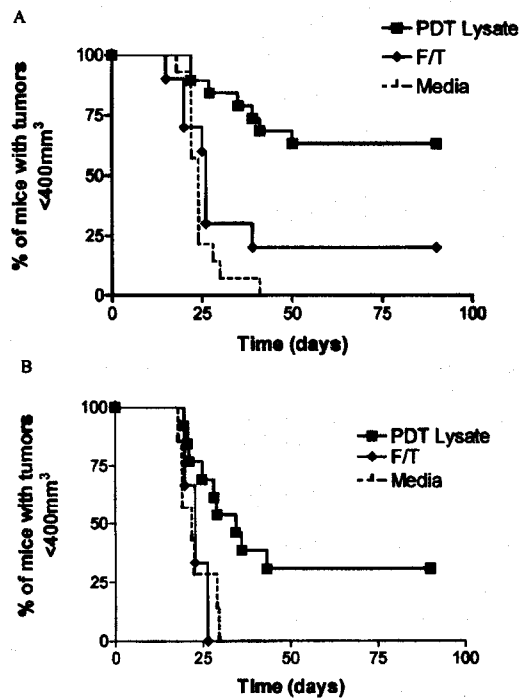 A
PDT Lysate
F/T
Media
% of mice with tumors
<400mm³
100
75
50
25
0
0 25 50 75 100
Time (days)
B
PDT Lysate
F/T
Media
% of mice with tumors
<400mm³
100
75
50
25
0
0 25 50 75 100
Time (days)